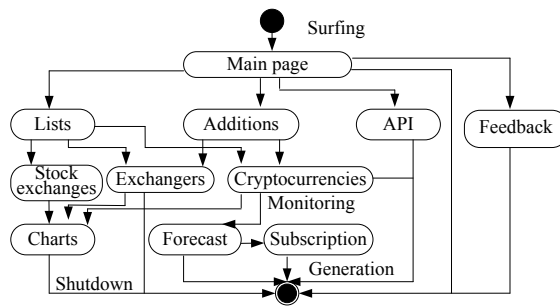 Surfing
Main page
Lists
Additions
API
Feedback
Stock
exchanges
Exchangers
Cryptocurrencies
Monitoring
Charts
Forecast
Subscription
Shutdown
Generation